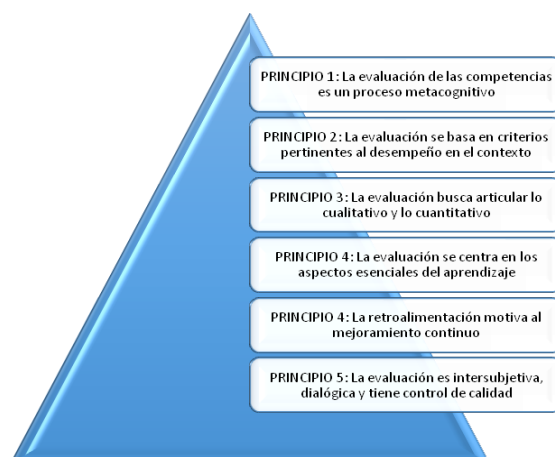 PRINCIPIO 1: La evaluación de las competencias
es un proceso metacognitivo
PRINCIPIO 2: La evaluación se basa en criterios
pertinentes al desempeño en el contexto
PRINCIPIO 3: La evaluación busca articular lo
cualitativo y lo cuantitativo
PRINCIPIO 4: La evaluación se centra en los
aspectos esenciales del aprendizaje
PRINCIPIO 4: La retroalimentación motiva al
mejoramiento continuo
PRINCIPIO 5: La evaluación es intersubjetiva,
dialógica y tiene control de calidad